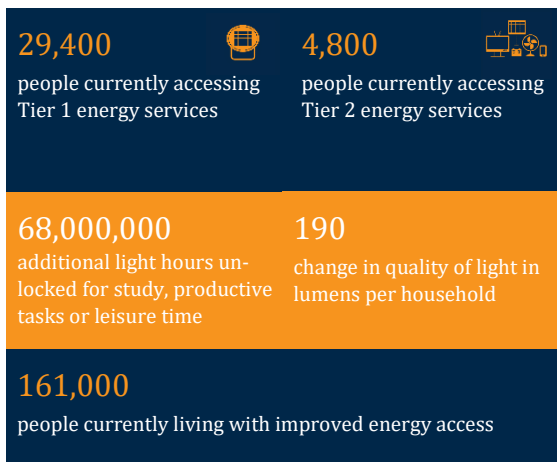 29,400
people currently accessing
Tier 1 energy services
4,800
people currently accessing
Tier 2 energy services
68,000,000
additional light hours un-
locked for study, productive
tasks or leisure time
190
change in quality of light in
lumens per household
161,000
people currently living with improved energy access